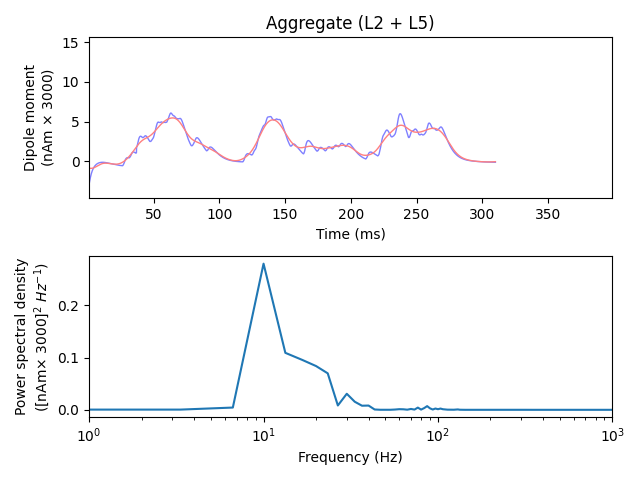 Aggregate (L2 + L5)
Dipole moment
(nAm × 3000)
15
10
5
0
50 100 150 200 250 300 350
Time (ms)
Power spectral density
([nAm× 3000]² Hz⁻¹)
0.2
0.1
0.0
10⁰ 10¹ 10² 10³
Frequency (Hz)